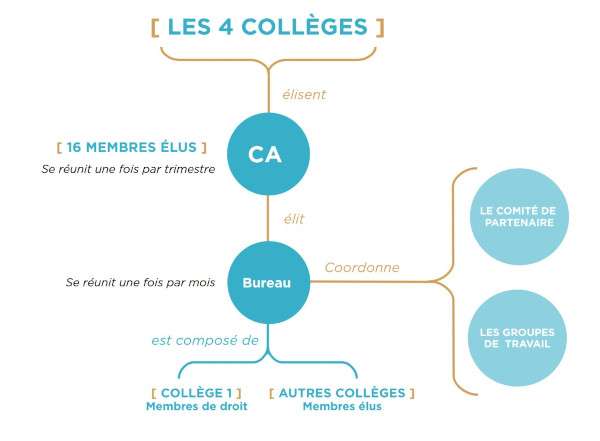 [ LES 4 COLLÈGES ]
élisent
[ 16 MEMBRES ÉLUS ]
Se réunit une fois par trimestre
CA
élit
Se réunit une fois par mois
Bureau
Coordonne
LE COMITÉ DE
PARTENAIRE
LES GROUPES
DE TRAVAIL
est composé de
[ COLLÈGE 1 ]
Membres de droit
[ AUTRES COLLÈGES ]
Membres élus